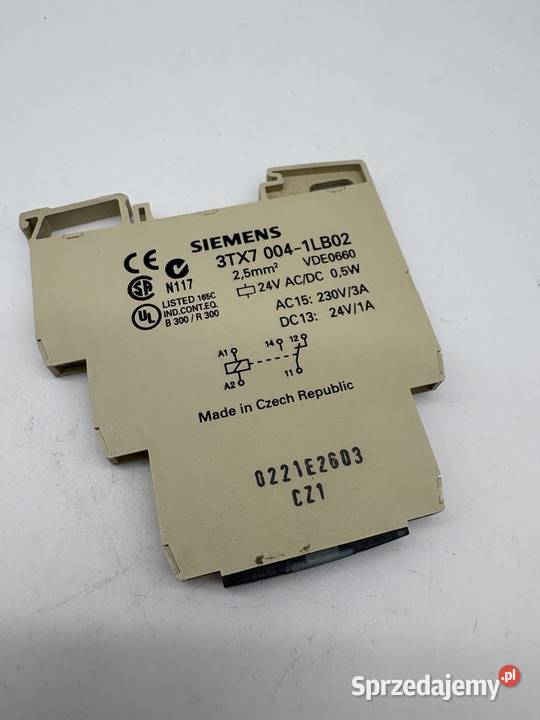 SIEMENS
3TX7 004-1LB02
2,5mm² VDE0660
24V AC/DC 0,5W
AC15: 230V/3A
DC13: 24V/1A
CE
N117
SA
LISTED 165C
UL
IND.CONT.EQ.
B 300 / R 300
A1 14 12
A2 11
Made in Czech Republic
0221E2603
CZ1
Sprzedajemy.pl